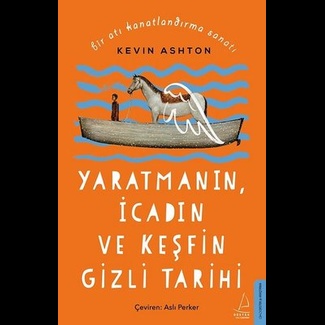 bir atı kanatlandırma sanatı
KEVIN ASHTON
YARATMANIN,
İCADIN
VE KEŞFİN
GİZLİ TARİHİ
Çeviren: Aslı Perker